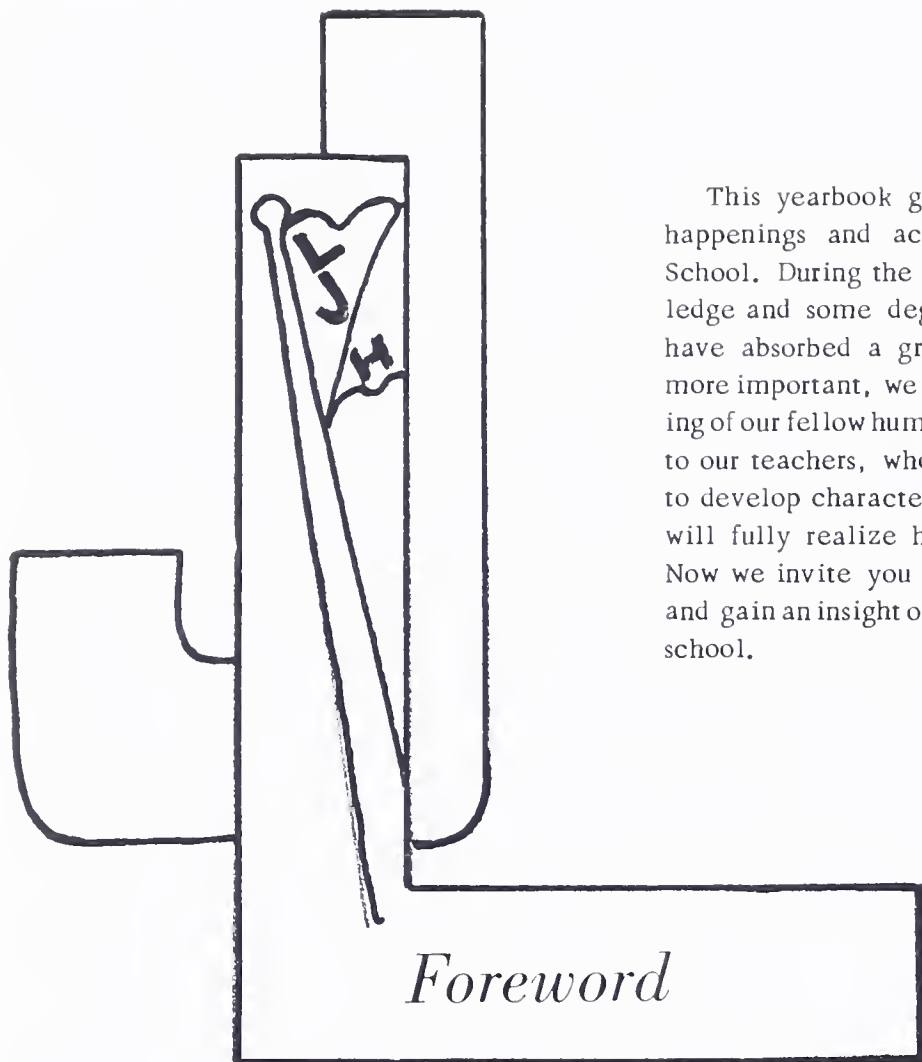 L
J
H
This yearbook g
happenings and ac
School. During the
ledge and some deg
have absorbed a gr
more important, we
ing of our fellow hum
to our teachers, who
to develop characte
will fully realize h
Now we invite you
and gain an insight o
school.
Foreword